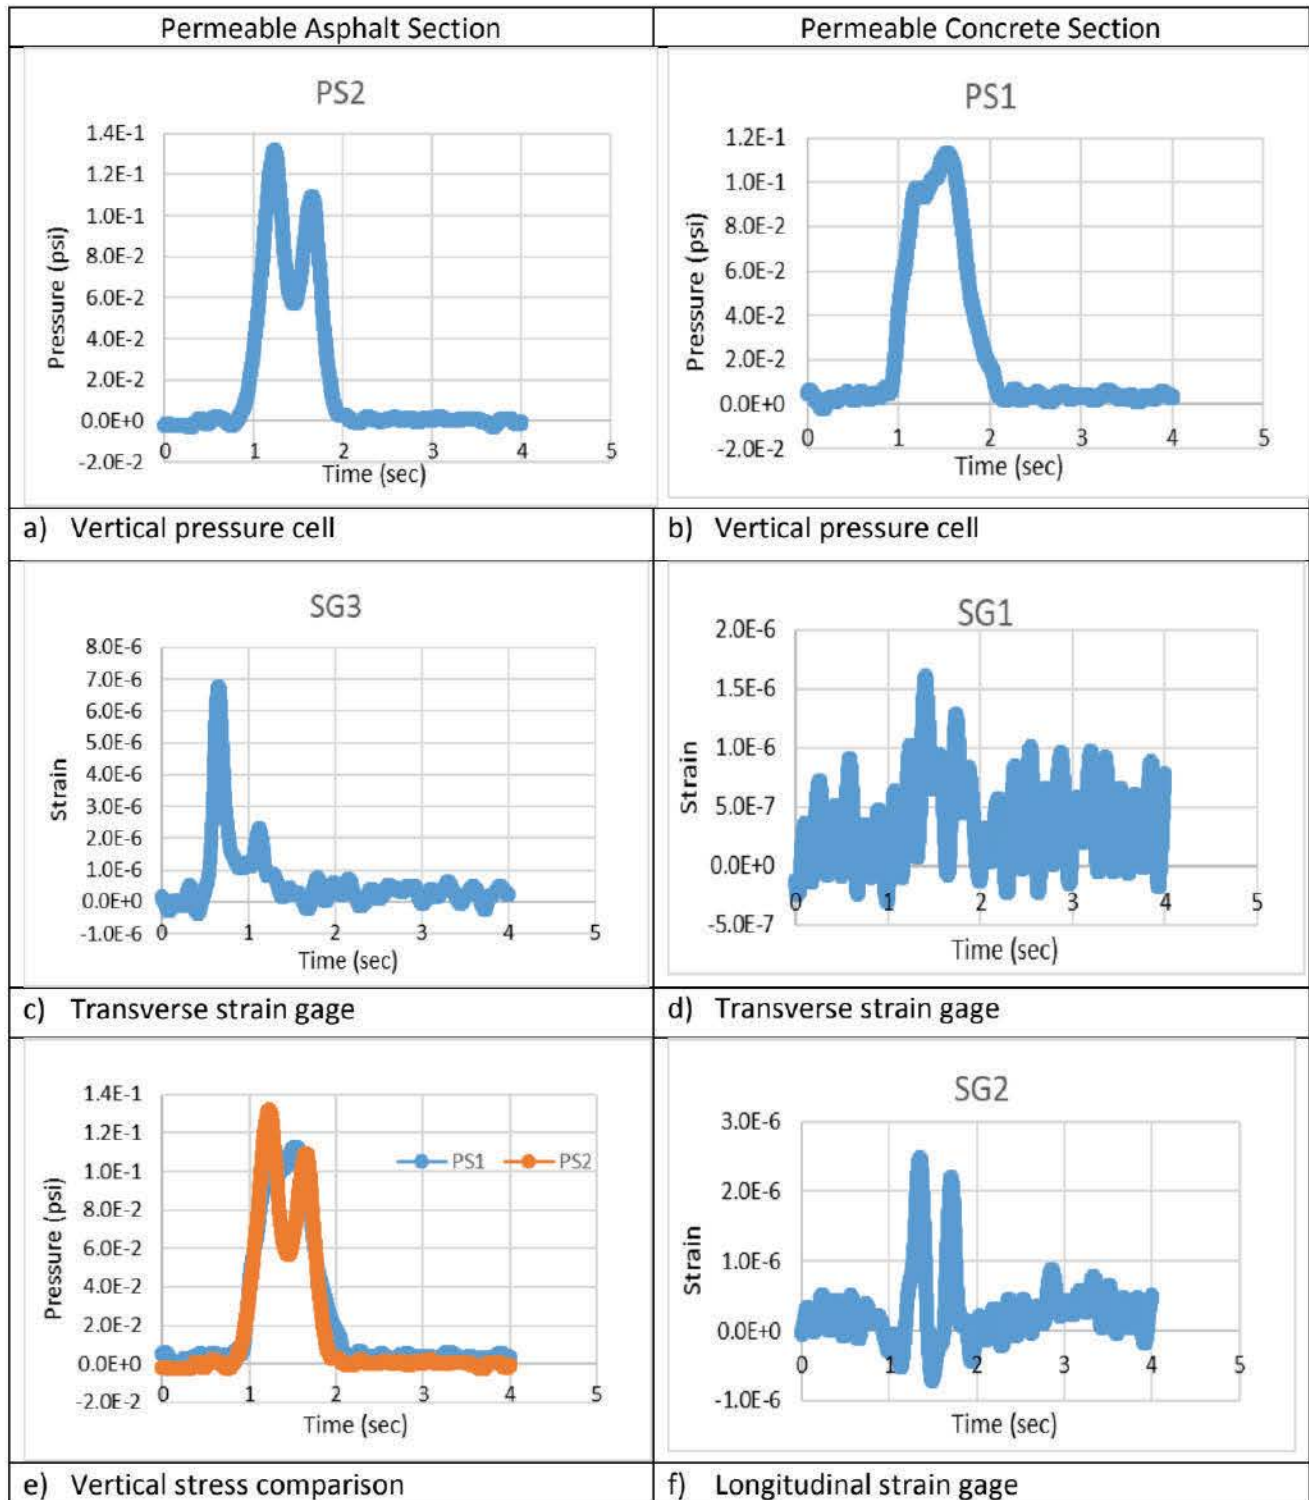 Permeable Asphalt Section
Permeable Concrete Section
PS2
1.4E-1
1.2E-1
1.0E-1
8.0E-2
6.0E-2
4.0E-2
2.0E-2
0.0E+0
-2.0E-2
Pressure (psi)
0 1 2 3 4 5
Time (sec)
PS1
1.2E-1
1.0E-1
8.0E-2
6.0E-2
4.0E-2
2.0E-2
0.0E+0
-2.0E-2
Pressure (psi)
0 1 2 3 4 5
Time (sec)
a) Vertical pressure cell
b) Vertical pressure cell
SG3
8.0E-6
7.0E-6
6.0E-6
5.0E-6
4.0E-6
3.0E-6
2.0E-6
1.0E-6
0.0E+0
-1.0E-6
Strain
0 1 2 3 4 5
Time (sec)
SG1
2.0E-6
1.5E-6
1.0E-6
5.0E-7
0.0E+0
-5.0E-7
Strain
0 1 2 3 4 5
Time (sec)
c) Transverse strain gage
d) Transverse strain gage
1.4E-1
1.2E-1
1.0E-1
8.0E-2
6.0E-2
4.0E-2
2.0E-2
0.0E+0
-2.0E-2
Pressure (psi)
PS1 PS2
0 1 2 3 4 5
Time (sec)
SG2
3.0E-6
2.0E-6
1.0E-6
0.0E+0
-1.0E-6
Strain
0 1 2 3 4 5
Time (sec)
e) Vertical stress comparison
f) Longitudinal strain gage